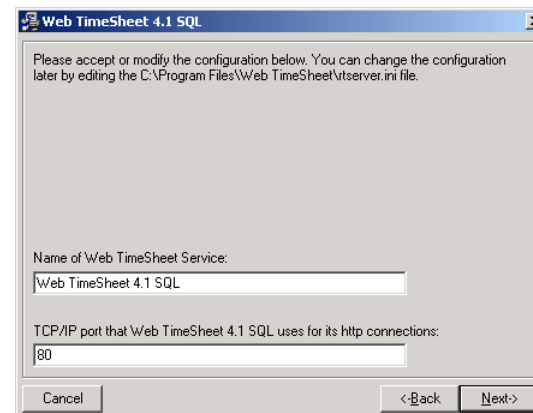 Web TimeSheet 4.1 SQL
Please accept or modify the configuration below. You can change the configuration
later by editing the C:\Program Files\Web TimeSheet\rtserver.ini file.
Name of Web TimeSheet Service:
Web TimeSheet 4.1 SQL
TCP/IP port that Web TimeSheet 4.1 SQL uses for its http connections:
80
Cancel
<-Back
Next->